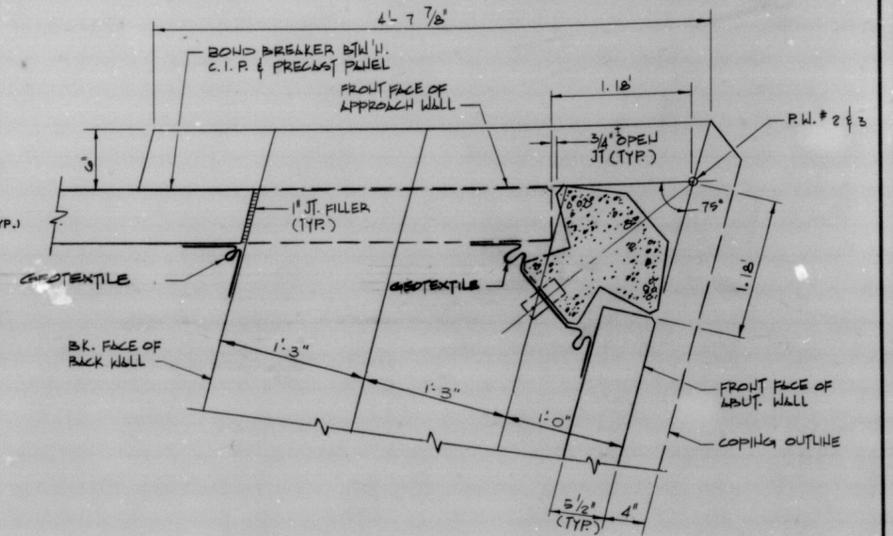 4'- 7 7/8"
BOND BREAKER BTW'N.
C.I.P. & PRECAST PANEL
FRONT FACE OF
APPROACH WALL
1.18'
P.W. # 2 & 3
3/4" ± OPEN
JT (TYP.)
6"
75°
1" JT. FILLER
(TYP.)
TYP.)
GEOTEXTILE
GEOTEXTILE
1.18
BK. FACE OF
BACK WALL
1'-3"
1'-3"
1'-0"
FRONT FACE OF
ABUT. WALL
COPING OUTLINE
5 1/2"
(TYP.)
4"